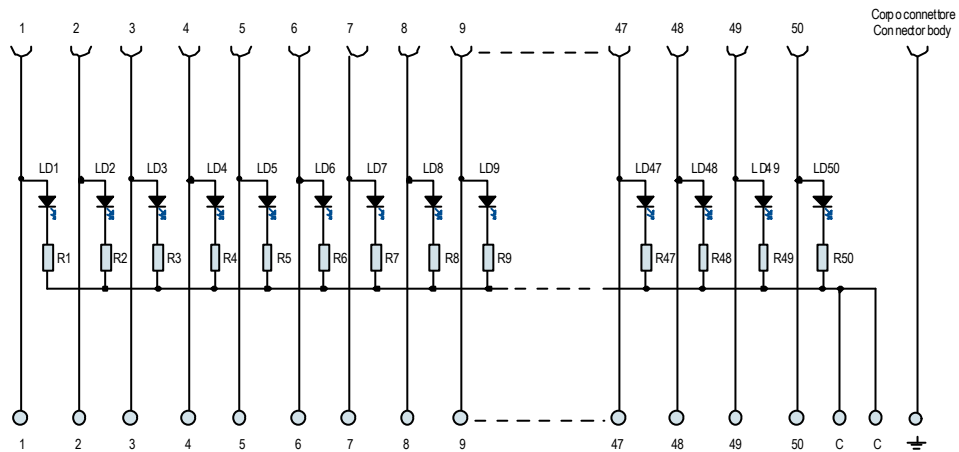 Corpo connettore
Connector body
1 2 3 4 5 6 7 8 9 47 48 49 50
LD1 LD2 LD3 LD4 LD5 LD6 LD7 LD8 LD9 LD47 LD48 LD49 LD50
R1 R2 R3 R4 R5 R6 R7 R8 R9 R47 R48 R49 R50
1 2 3 4 5 6 7 8 9 47 48 49 50 C C